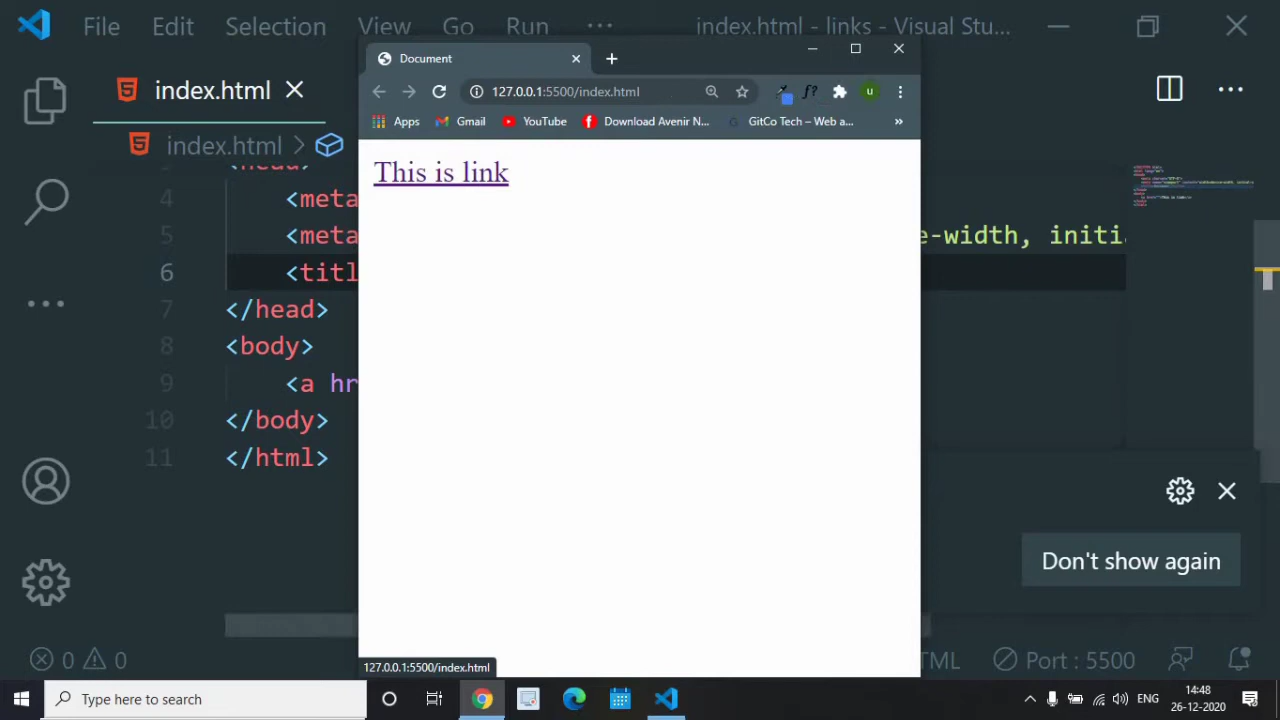 File Edit Selection View Go Run ··· index.html - links - Visual Stu...
Document
index.html
127.0.0.1:5500/index.html
f?
u
Apps Gmail YouTube Download Avenir N... GitCo Tech – Web a... »
index.html >
This is link
4 <meta
5 <meta e-width, initi
6 <titl
7 </head>
8 <body>
9 <a hr
10 </body>
11 </html>
Don't show again
127.0.0.1:5500/index.html
0 0 TML Port : 5500
Type here to search
ENG
14:48
26-12-2020